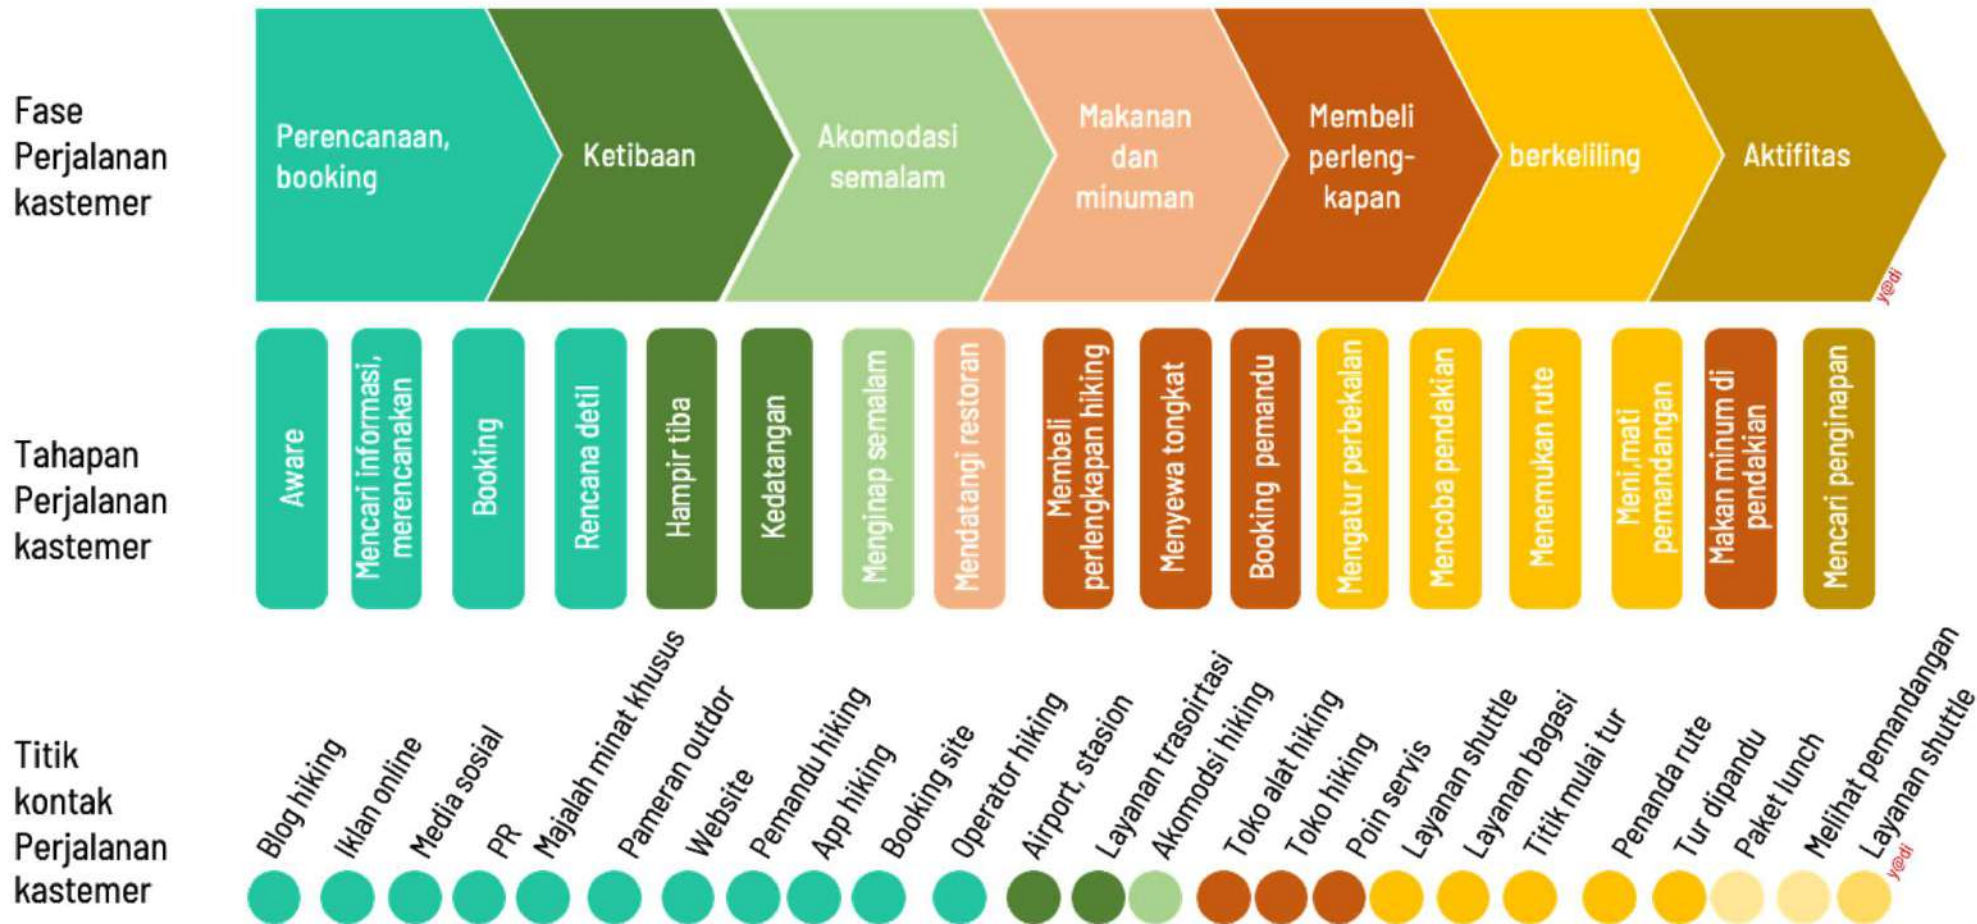 Fase
Perjalanan
kastemer
Perencanaan,
booking
Ketibaan
Akomodasi
semalam
Makanan
dan
minuman
Membeli
perleng-
kapan
berkeliling
Aktifitas
y@di
Tahapan
Perjalanan
kastemer
Aware
Mencari informasi,
merencanakan
Booking
Rencana detil
Hampir tiba
Kedatangan
Menginap semalam
Mendatangi restoran
Membeli
perlengkapan hiking
Menyewa tongkat
Booking pemandu
Mengatur perbekalan
Mencoba pendakian
Menemukan rute
Meni,mati
pemandangan
Makan minum di
pendakian
Mencari penginapan
Titik
kontak
Perjalanan
kastemer
Blog hiking
Iklan online
Media sosial
PR
Majalah minat khusus
Pameran outdor
Website
Pemandu hiking
App hiking
Booking site
Operator hiking
Airport, stasion
Layanan trasoirtasi
Akomodsi hiking
Toko alat hiking
Toko hiking
Poin servis
Layanan shuttle
Layanan bagasi
Titik mulai tur
Penanda rute
Tur dipandu
Paket lunch
Melihat pemandangan
Layanan shuttle
y@di